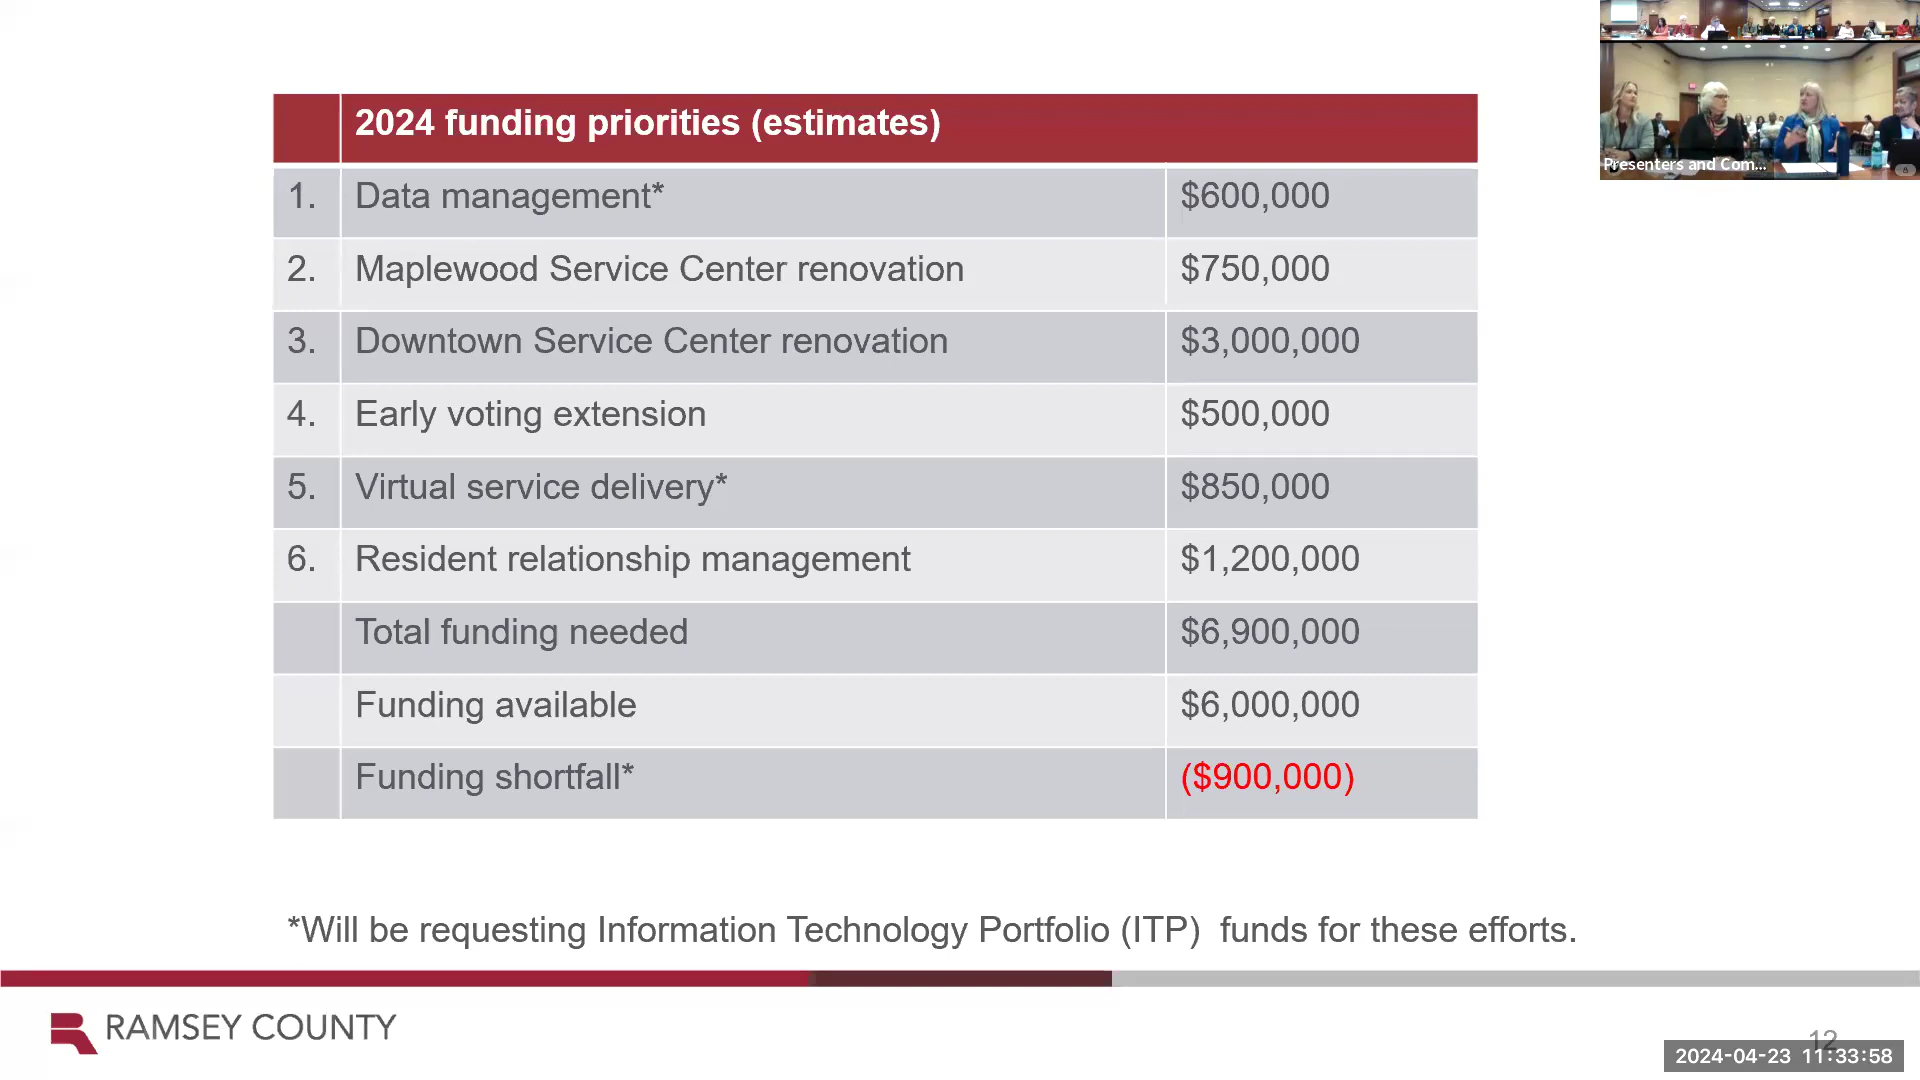 Presenters and Com...
2024 funding priorities (estimates)
1. Data management* $600,000
2. Maplewood Service Center renovation $750,000
3. Downtown Service Center renovation $3,000,000
4. Early voting extension $500,000
5. Virtual service delivery* $850,000
6. Resident relationship management $1,200,000
Total funding needed $6,900,000
Funding available $6,000,000
Funding shortfall* ($900,000)
*Will be requesting Information Technology Portfolio (ITP) funds for these efforts.
RAMSEY COUNTY
12
2024-04-23 11:33:58